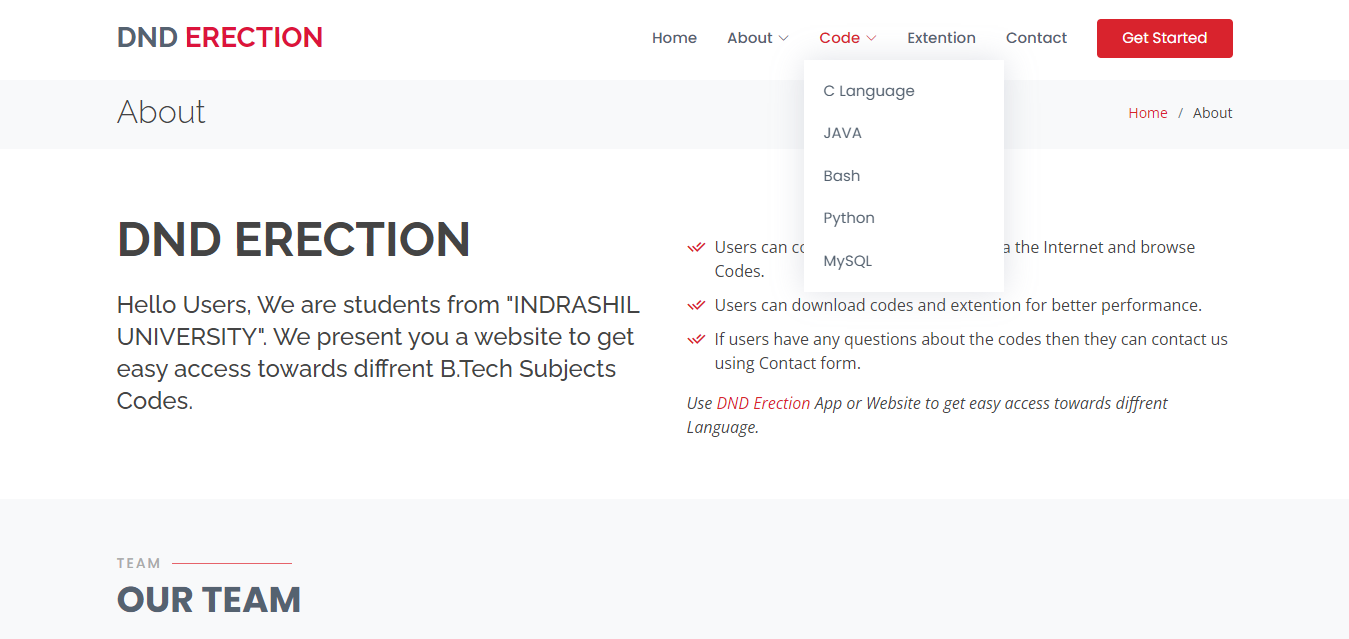 DND ERECTION
Home About Code Extention Contact Get Started
C Language
JAVA
Bash
Python
MySQL
About
Home / About
DND ERECTION
Hello Users, We are students from "INDRASHIL
UNIVERSITY". We present you a website to get
easy access towards diffrent B.Tech Subjects
Codes.
Users can the Internet and browse
Codes.
Users can download codes and extention for better performance.
If users have any questions about the codes then they can contact us
using Contact form.
Use DND Erection App or Website to get easy access towards diffrent
Language.
TEAM
OUR TEAM